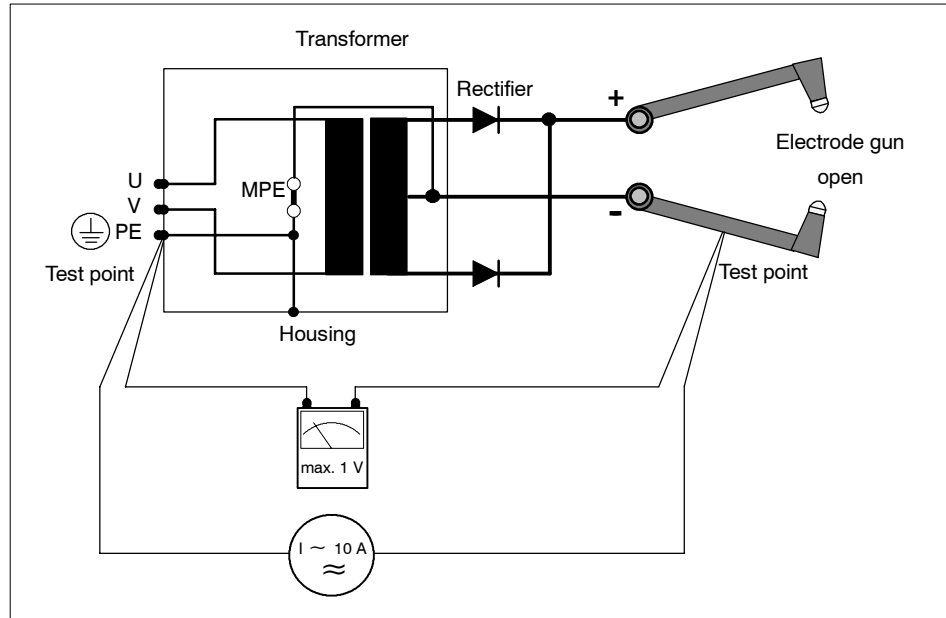 Transformer
Rectifier
+
Electrode gun
open
U
V
PE
MPE
-
Test point
Test point
Housing
max. 1 V
I ~ 10 A
≈